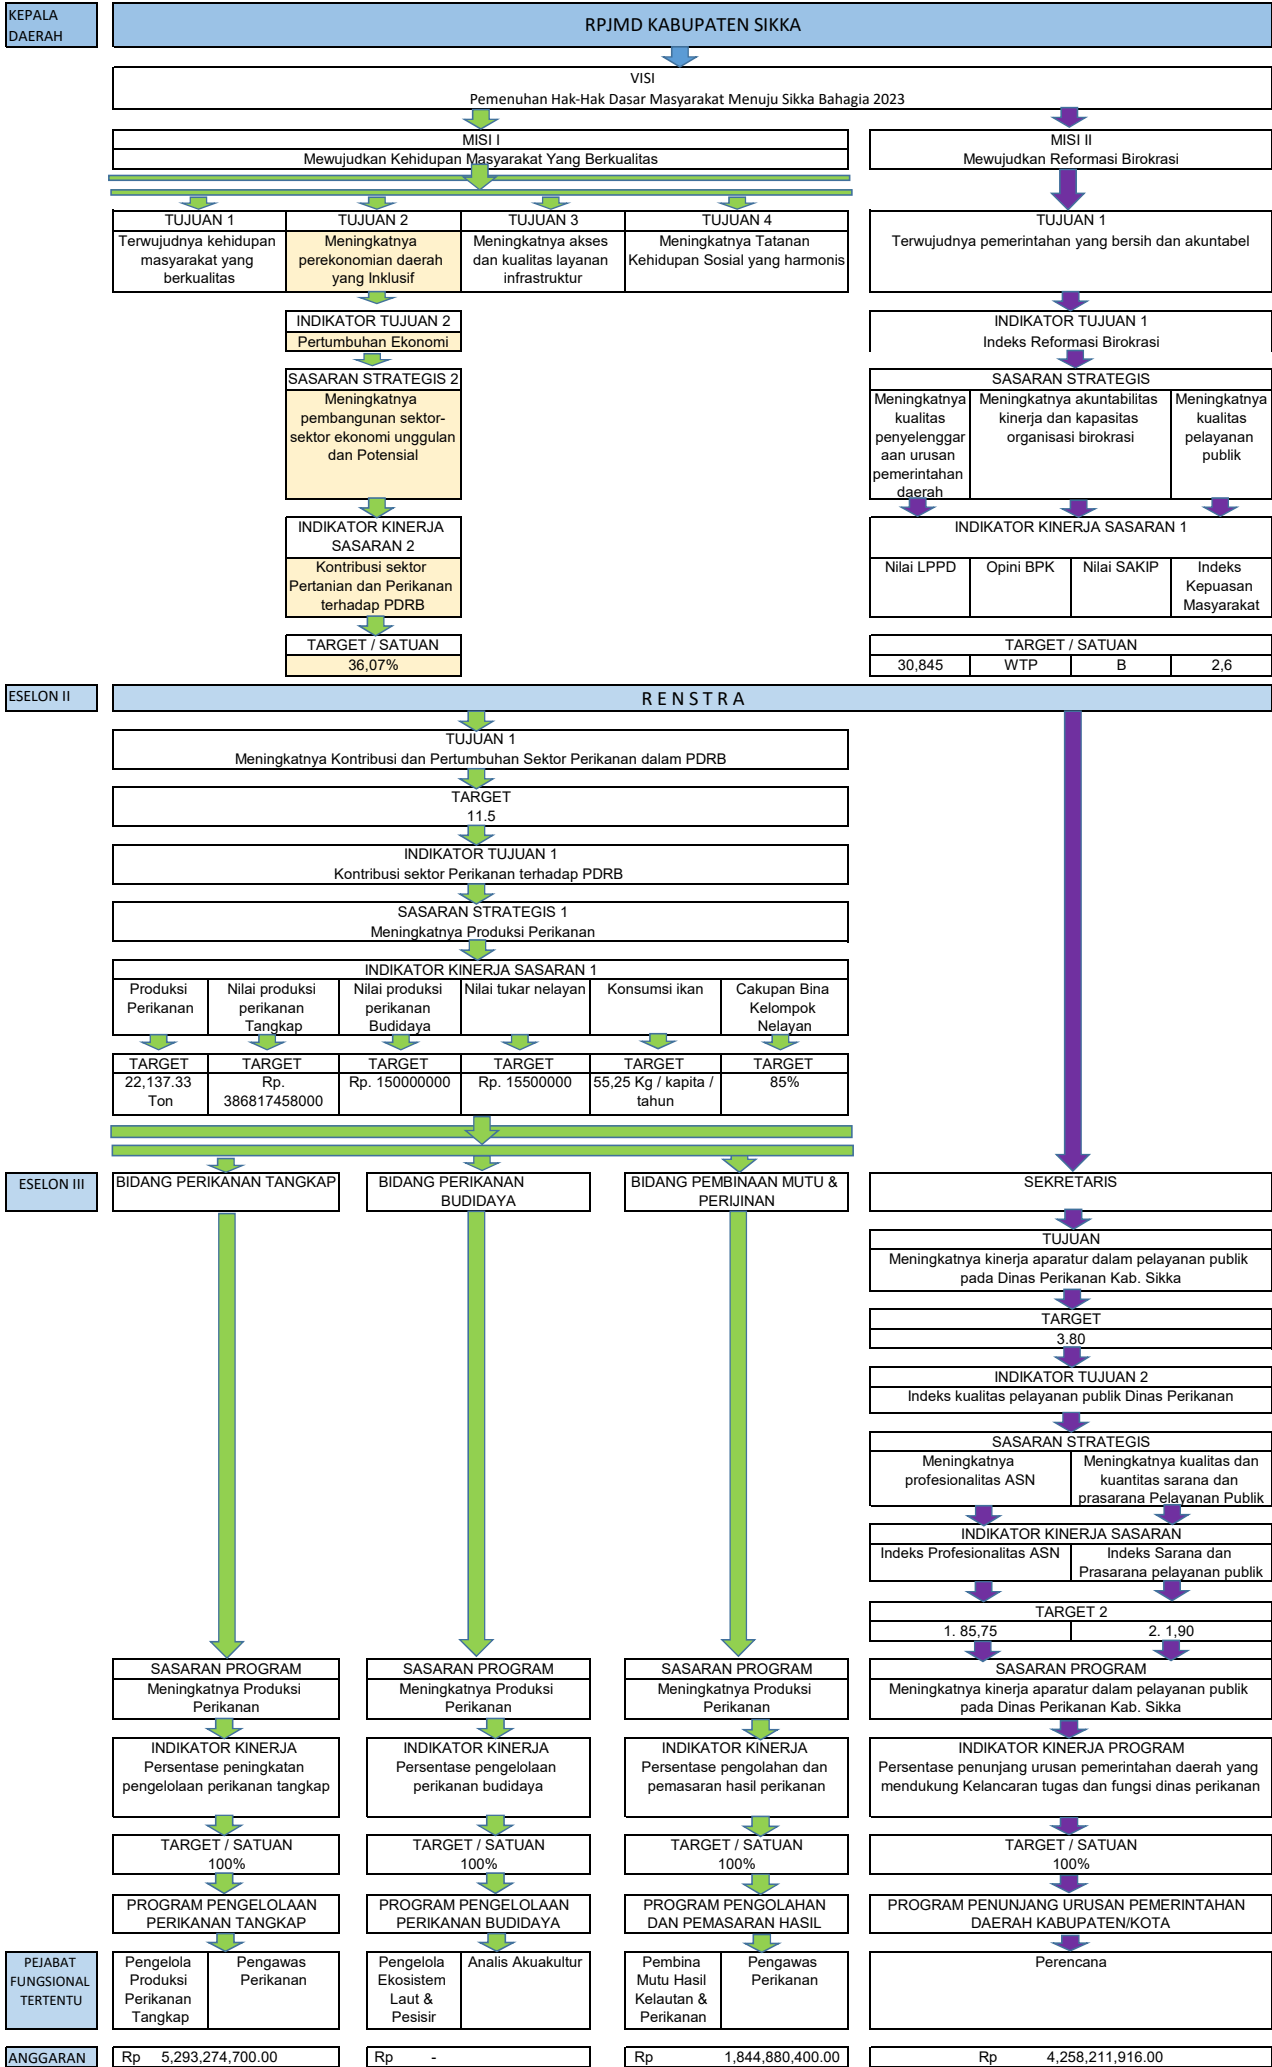 KEPALA
DAERAH
RPJMD KABUPATEN SIKKA
VISI
Pemenuhan Hak-Hak Dasar Masyarakat Menuju Sikka Bahagia 2023
MISI I
Mewujudkan Kehidupan Masyarakat Yang Berkualitas
MISI II
Mewujudkan Reformasi Birokrasi
TUJUAN 1
Terwujudnya kehidupan
masyarakat yang
berkualitas
TUJUAN 2
Meningkatnya
perekonomian daerah
yang Inklusif
TUJUAN 3
Meningkatnya akses
dan kualitas layanan
infrastruktur
TUJUAN 4
Meningkatnya Tatanan
Kehidupan Sosial yang harmonis
TUJUAN 1
Terwujudnya pemerintahan yang bersih dan akuntabel
INDIKATOR TUJUAN 2
Pertumbuhan Ekonomi
INDIKATOR TUJUAN 1
Indeks Reformasi Birokrasi
SASARAN STRATEGIS 2
Meningkatnya
pembangunan sektor-
sektor ekonomi unggulan
dan Potensial
SASARAN STRATEGIS
Meningkatnya
kualitas
penyelenggar
aan urusan
pemerintahan
daerah
Meningkatnya akuntabilitas
kinerja dan kapasitas
organisasi birokrasi
Meningkatnya
kualitas
pelayanan
publik
INDIKATOR KINERJA
SASARAN 2
Kontribusi sektor
Pertanian dan Perikanan
terhadap PDRB
INDIKATOR KINERJA SASARAN 1
Nilai LPPD
Opini BPK
Nilai SAKIP
Indeks
Kepuasan
Masyarakat
TARGET / SATUAN
36,07%
TARGET / SATUAN
30,845
WTP
B
2,6
ESELON II
R E N S T R A
TUJUAN 1
Meningkatnya Kontribusi dan Pertumbuhan Sektor Perikanan dalam PDRB
TARGET
11.5
INDIKATOR TUJUAN 1
Kontribusi sektor Perikanan terhadap PDRB
SASARAN STRATEGIS 1
Meningkatnya Produksi Perikanan
INDIKATOR KINERJA SASARAN 1
Produksi
Perikanan
Nilai produksi
perikanan
Tangkap
Nilai produksi
perikanan
Budidaya
Nilai tukar nelayan
Konsumsi ikan
Cakupan Bina
Kelompok
Nelayan
TARGET
22,137.33
Ton
TARGET
Rp.
386817458000
TARGET
Rp. 150000000
TARGET
Rp. 15500000
TARGET
55,25 Kg / kapita /
tahun
TARGET
85%
ESELON III
BIDANG PERIKANAN TANGKAP
BIDANG PERIKANAN
BUDIDAYA
BIDANG PEMBINAAN MUTU &
PERIJINAN
SEKRETARIS
TUJUAN
Meningkatnya kinerja aparatur dalam pelayanan publik
pada Dinas Perikanan Kab. Sikka
TARGET
3.80
INDIKATOR TUJUAN 2
Indeks kualitas pelayanan publik Dinas Perikanan
SASARAN STRATEGIS
Meningkatnya
profesionalitas ASN
Meningkatnya kualitas dan
kuantitas sarana dan
prasarana Pelayanan Publik
INDIKATOR KINERJA SASARAN
Indeks Profesionalitas ASN
Indeks Sarana dan
Prasarana pelayanan publik
TARGET 2
1. 85,75
2. 1,90
SASARAN PROGRAM
Meningkatnya Produksi
Perikanan
SASARAN PROGRAM
Meningkatnya Produksi
Perikanan
SASARAN PROGRAM
Meningkatnya Produksi
Perikanan
SASARAN PROGRAM
Meningkatnya kinerja aparatur dalam pelayanan publik
pada Dinas Perikanan Kab. Sikka
INDIKATOR KINERJA
Persentase peningkatan
pengelolaan perikanan tangkap
INDIKATOR KINERJA
Persentase pengelolaan
perikanan budidaya
INDIKATOR KINERJA
Persentase pengolahan dan
pemasaran hasil perikanan
INDIKATOR KINERJA PROGRAM
Persentase penunjang urusan pemerintahan daerah yang
mendukung Kelancaran tugas dan fungsi dinas perikanan
TARGET / SATUAN
100%
TARGET / SATUAN
100%
TARGET / SATUAN
100%
TARGET / SATUAN
100%
PROGRAM PENGELOLAAN
PERIKANAN TANGKAP
PROGRAM PENGELOLAAN
PERIKANAN BUDIDAYA
PROGRAM PENGOLAHAN
DAN PEMASARAN HASIL
PROGRAM PENUNJANG URUSAN PEMERINTAHAN
DAERAH KABUPATEN/KOTA
PEJABAT
FUNGSIONAL
TERTENTU
Pengelola
Produksi
Perikanan
Tangkap
Pengawas
Perikanan
Pengelola
Ekosistem
Laut &
Pesisir
Analis Akuakultur
Pembina
Mutu Hasil
Kelautan &
Perikanan
Pengawas
Perikanan
Perencana
ANGGARAN
Rp 5,293,274,700.00
Rp -
Rp 1,844,880,400.00
Rp 4,258,211,916.00